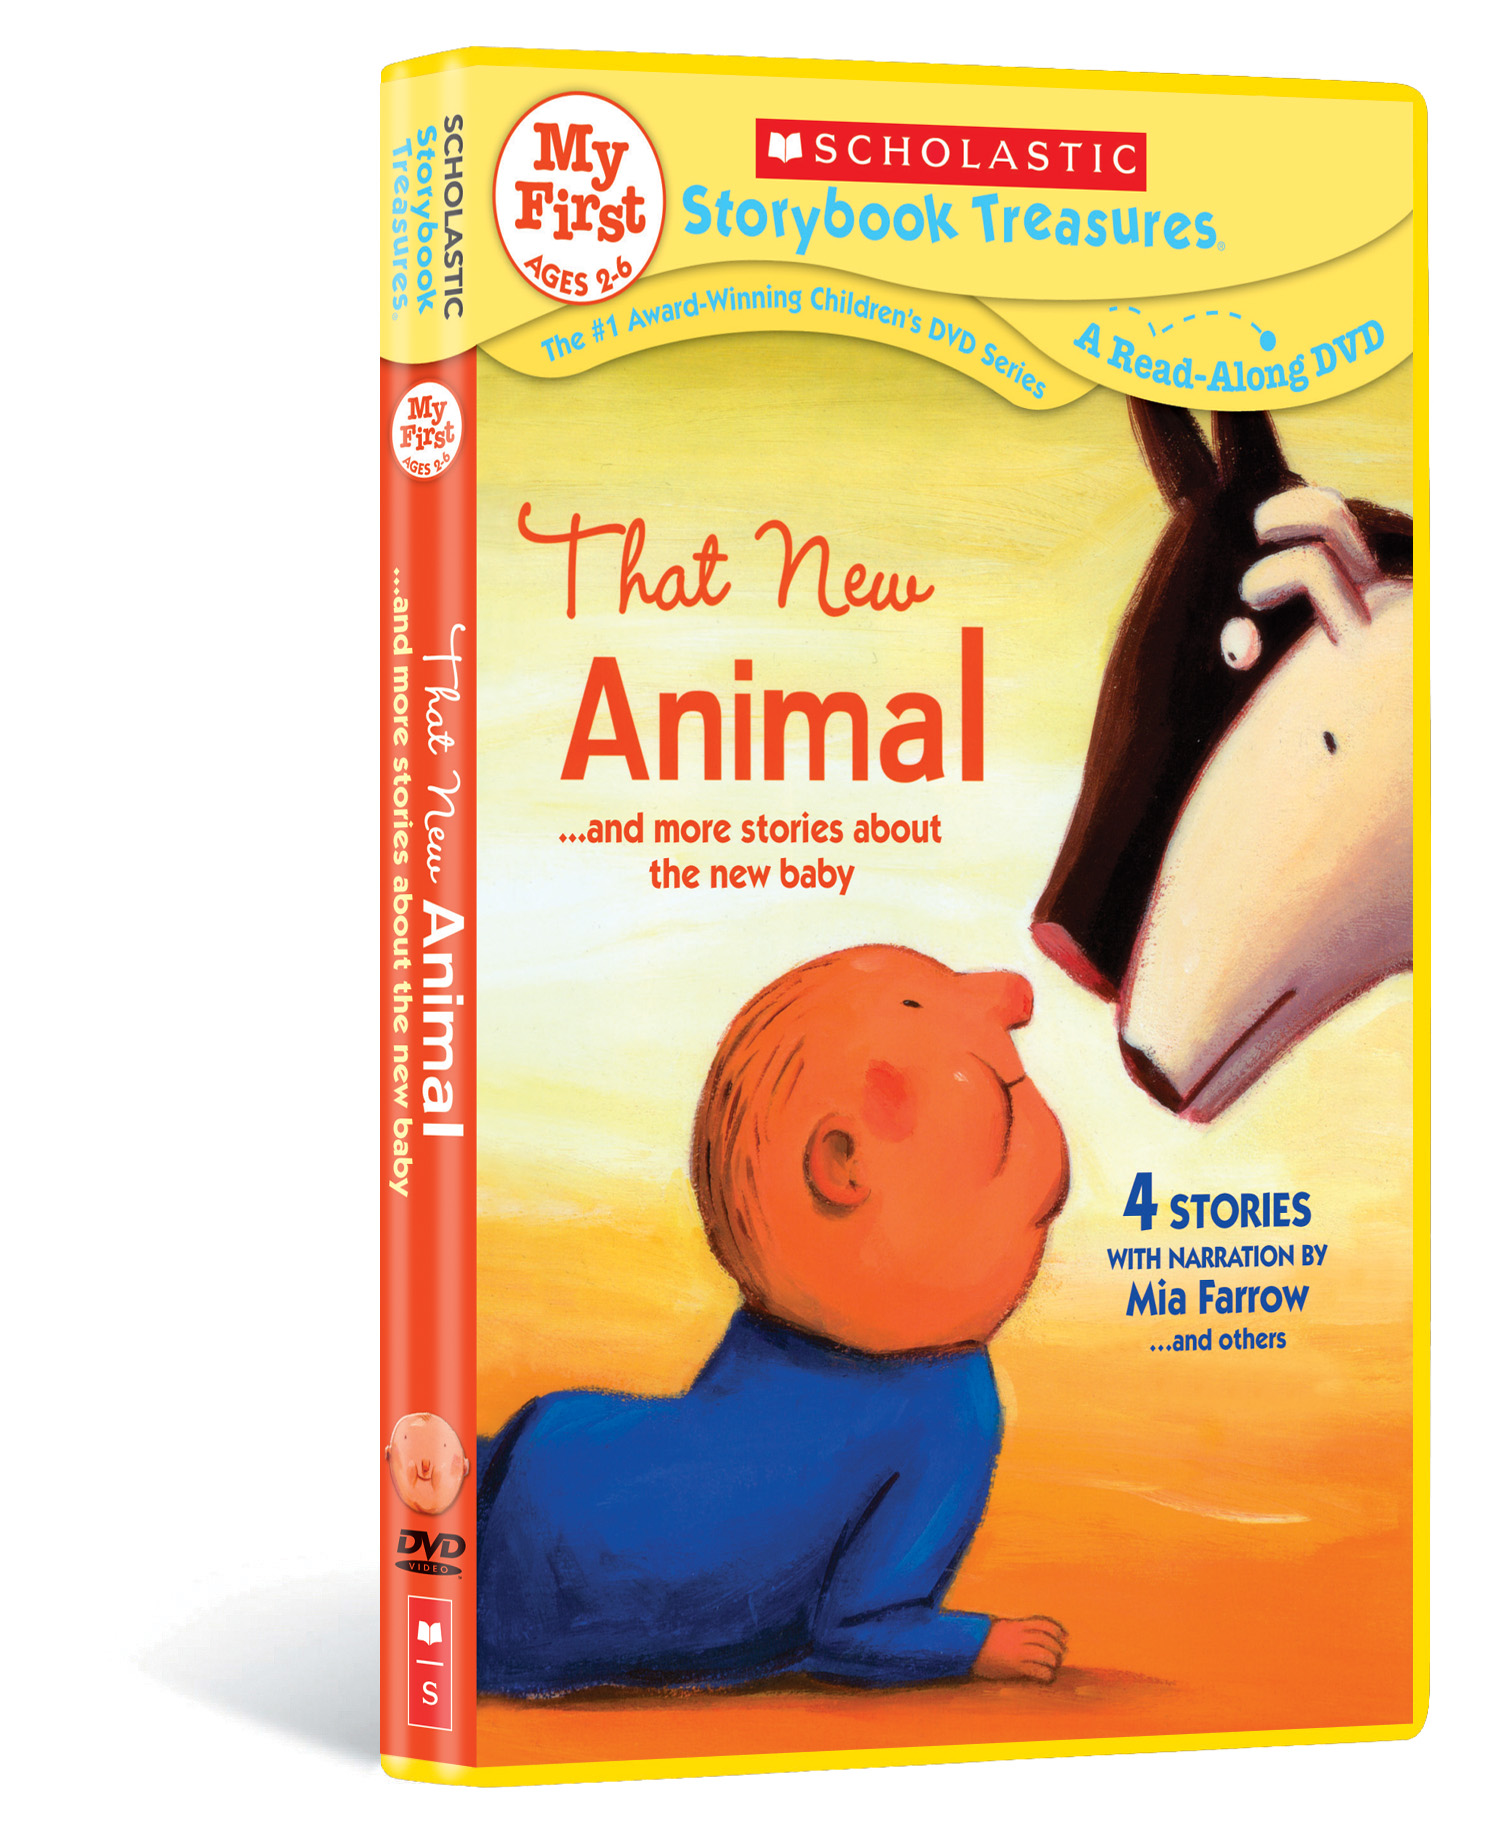 SCHOLASTIC
Storybook
Treasures®
My
First
AGES 2-6
That New Animal
...and more stories about the new baby
DVD
VIDEO
S
My
First
AGES 2-6
SCHOLASTIC
Storybook Treasures®
The #1 Award-Winning Children's DVD Series
A Read-Along DVD
That New
Animal
...and more stories about
the new baby
4 STORIES
WITH NARRATION BY
Mia Farrow
...and others